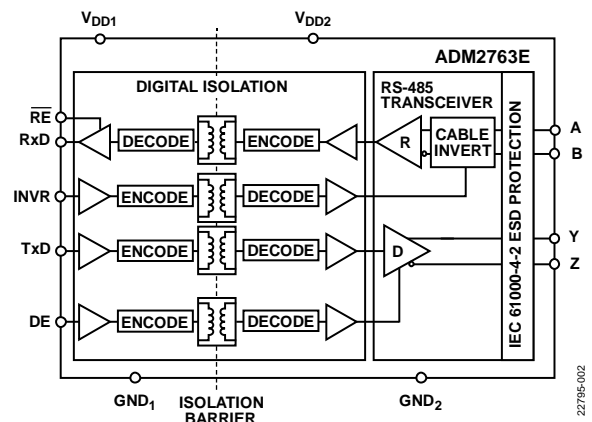 VDD1
VDD2
ADM2763E
DIGITAL ISOLATION
RS-485
TRANSCEIVER
RE
RxD
DECODE
ENCODE
R
CABLE
INVERT
A
B
INVR
ENCODE
DECODE
TxD
ENCODE
DECODE
D
Y
Z
DE
ENCODE
DECODE
IEC 61000-4-2 ESD PROTECTION
GND1
ISOLATION
BARRIER
GND2
22795-002